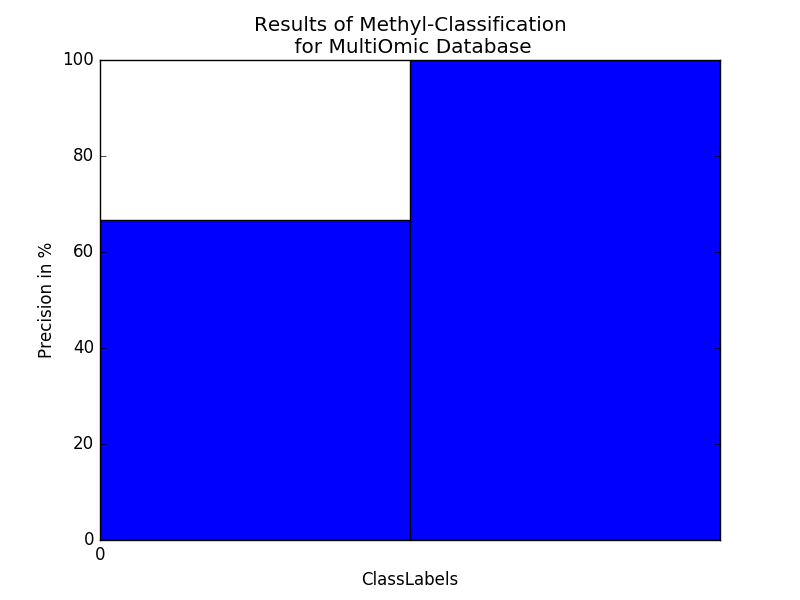 Results of Methyl-Classification
for MultiOmic Database
100
80
60
40
20
0
0
Precision in %
ClassLabels